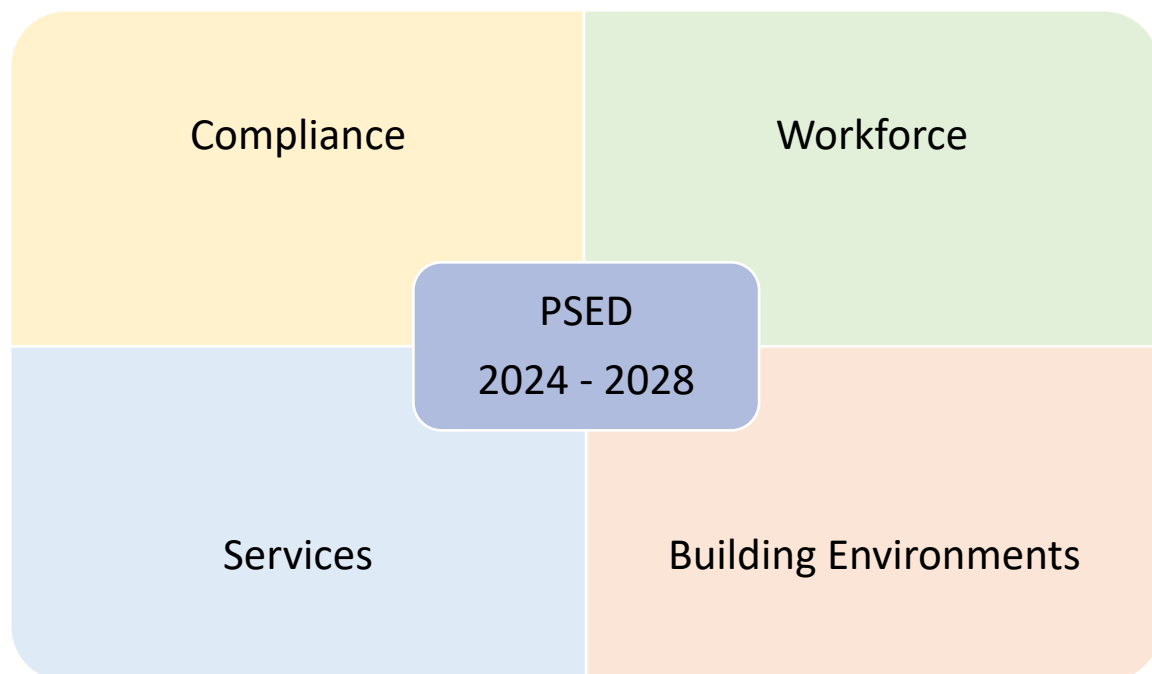 Compliance
Workforce
PSED
2024 - 2028
Services
Building Environments